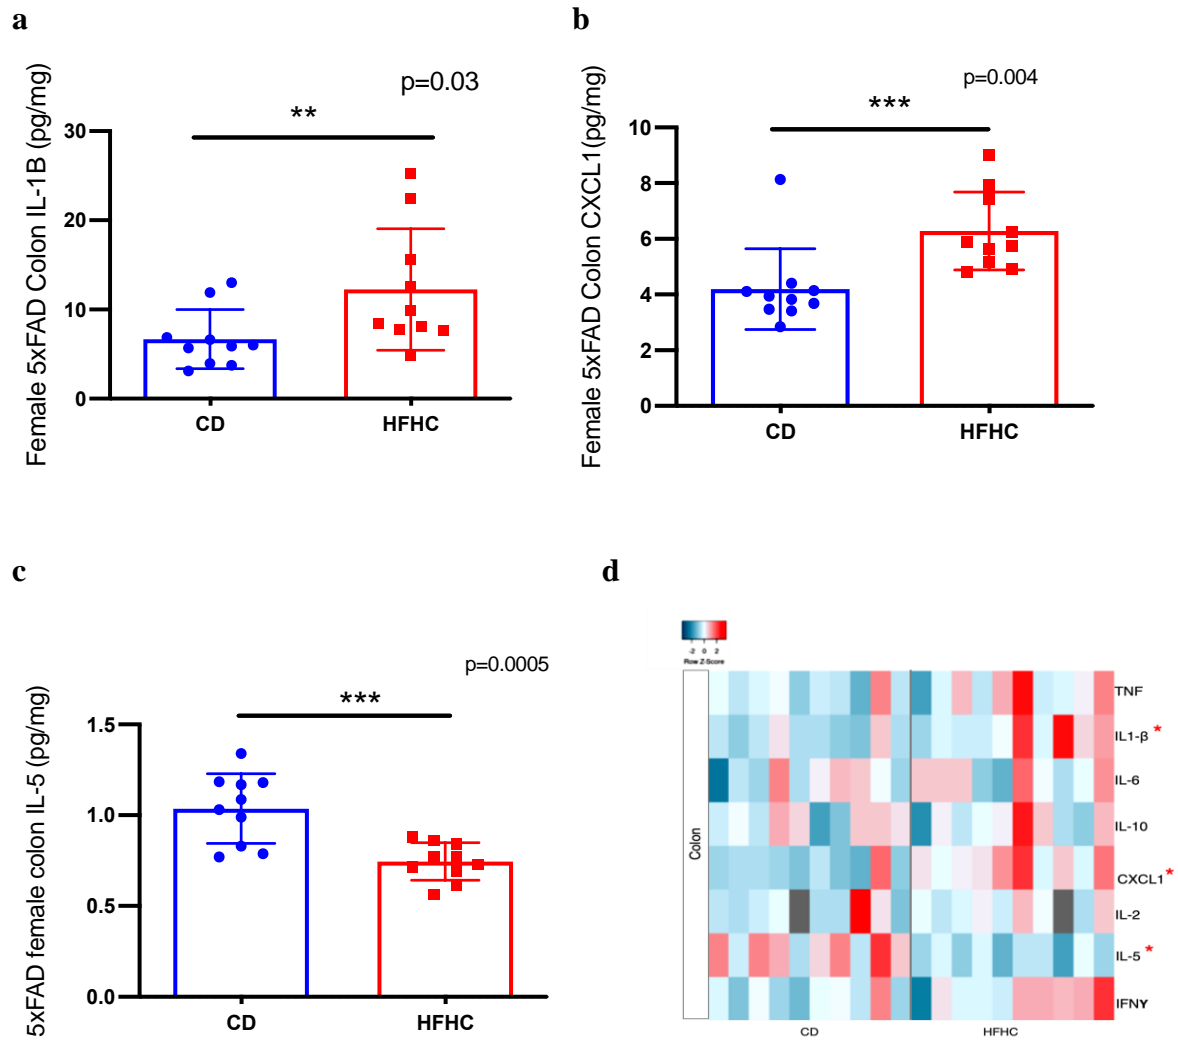 a
Female 5xFAD Colon IL-1B (pg/mg)
p=0.03
**
30
20
10
0
CD
HFHC
b
Female 5xFAD Colon CXCL1(pg/mg)
p=0.004
***
10
8
6
4
2
0
CD
HFHC
c
5xFAD female colon IL-5 (pg/mg)
p=0.0005
***
1.5
1.0
0.5
0.0
CD
HFHC
d
-2 0 2
Row Z-Score
Colon
TNF
IL1-β *
IL-6
IL-10
CXCL1 *
IL-2
IL-5 *
IFNY
CD
HFHC